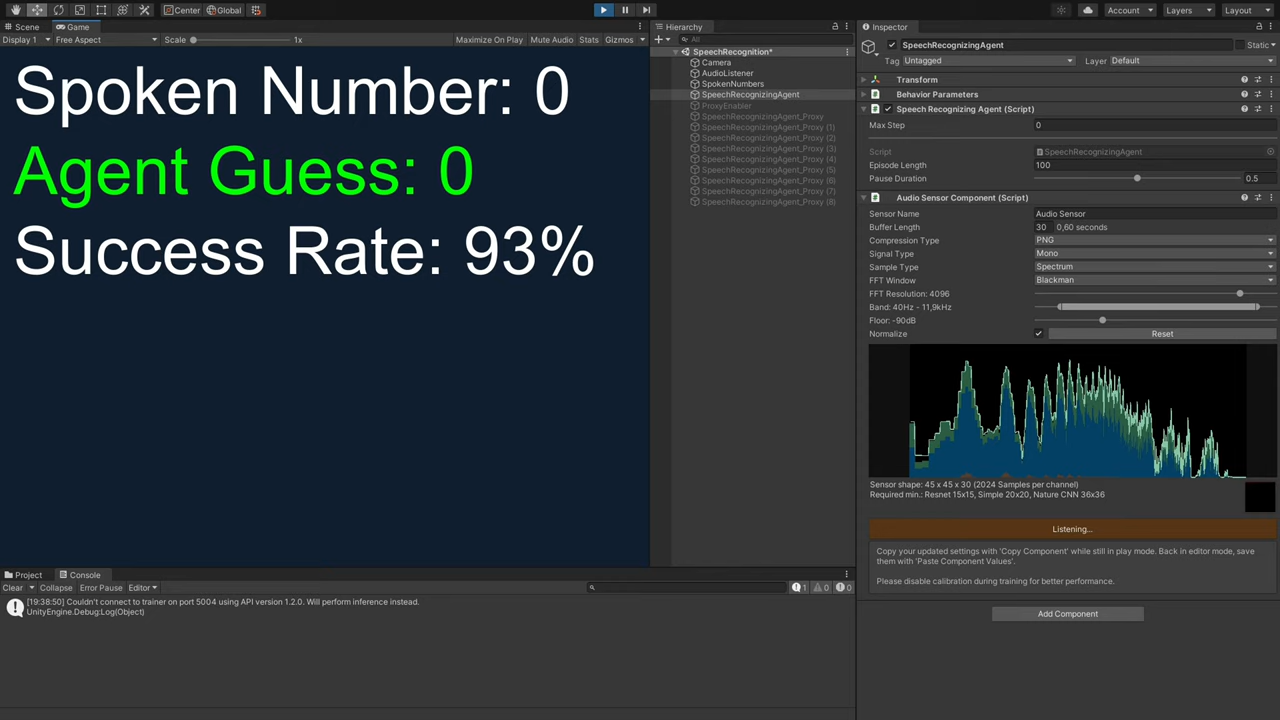 Center
Global
Account
Layers
Layout
Scene
Game
Display 1
Free Aspect
Scale
1x
Maximize On Play
Mute Audio
Stats
Gizmos
Spoken Number: 0
Agent Guess: 0
Success Rate: 93%
Hierarchy
All
SpeechRecognition*
Camera
AudioListener
SpokenNumbers
SpeechRecognizingAgent
ProxyEnabler
SpeechRecognizingAgent_Proxy
SpeechRecognizingAgent_Proxy (1)
SpeechRecognizingAgent_Proxy (2)
SpeechRecognizingAgent_Proxy (3)
SpeechRecognizingAgent_Proxy (4)
SpeechRecognizingAgent_Proxy (5)
SpeechRecognizingAgent_Proxy (6)
SpeechRecognizingAgent_Proxy (7)
SpeechRecognizingAgent_Proxy (8)
Inspector
SpeechRecognizingAgent
Static
Tag Untagged Layer Default
Transform
Behavior Parameters
Speech Recognizing Agent (Script)
Max Step 0
Script SpeechRecognizingAgent
Episode Length 100
Pause Duration 0.5
Audio Sensor Component (Script)
Sensor Name Audio Sensor
Buffer Length 30 0,60 seconds
Compression Type PNG
Signal Type Mono
Sample Type Spectrum
FFT Window Blackman
FFT Resolution: 4096
Band: 40Hz - 11,9kHz
Floor: -90dB
Normalize Reset
Sensor shape: 45 x 45 x 30 (2024 Samples per channel)
Required min.: Resnet 15x15, Simple 20x20, Nature CNN 36x36
Listening...
Copy your updated settings with 'Copy Component' while still in play mode. Back in editor mode, save
them with 'Paste Component Values'.
Please disable calibration during training for better performance.
Add Component
Project
Console
Clear
Collapse
Error Pause
Editor
1
0
0
[19:38:50] Couldn't connect to trainer on port 5004 using API version 1.2.0. Will perform inference instead.
UnityEngine.Debug:Log(Object)